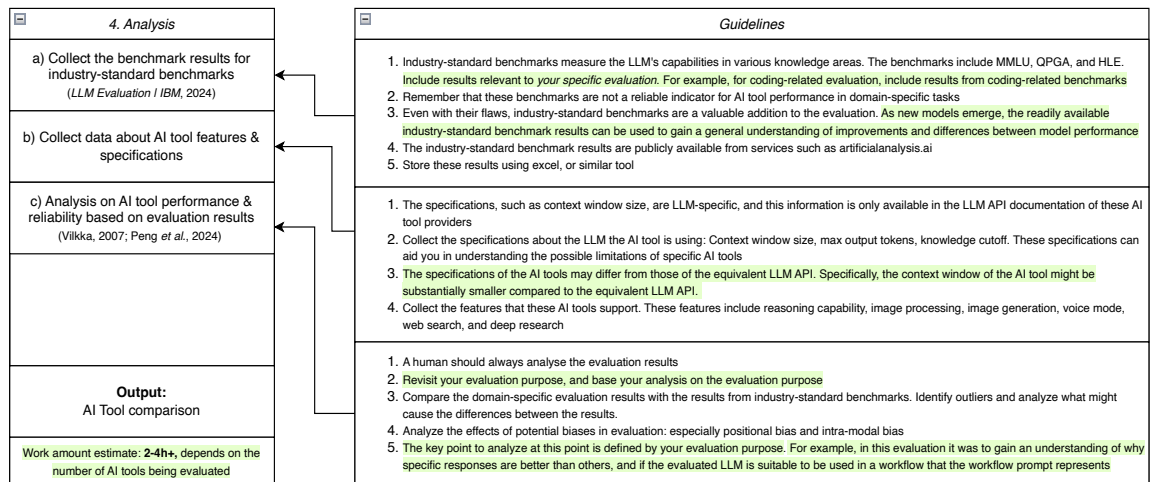 4. Analysis
a) Collect the benchmark results for
industry-standard benchmarks
(LLM Evaluation | IBM, 2024)
b) Collect data about AI tool features &
specifications
c) Analysis on AI tool performance &
reliability based on evaluation results
(Vilkka, 2007; Peng et al., 2024)
Output:
AI Tool comparison
Work amount estimate: 2-4h+, depends on the
number of AI tools being evaluated
Guidelines
1. Industry-standard benchmarks measure the LLM's capabilities in various knowledge areas. The benchmarks include MMLU, QPGA, and HLE.
Include results relevant to your specific evaluation. For example, for coding-related evaluation, include results from coding-related benchmarks
2. Remember that these benchmarks are not a reliable indicator for AI tool performance in domain-specific tasks
3. Even with their flaws, industry-standard benchmarks are a valuable addition to the evaluation. As new models emerge, the readily available
industry-standard benchmark results can be used to gain a general understanding of improvements and differences between model performance
4. The industry-standard benchmark results are publicly available from services such as artificialanalysis.ai
5. Store these results using excel, or similar tool
1. The specifications, such as context window size, are LLM-specific, and this information is only available in the LLM API documentation of these AI
tool providers
2. Collect the specifications about the LLM the AI tool is using: Context window size, max output tokens, knowledge cutoff. These specifications can
aid you in understanding the possible limitations of specific AI tools
3. The specifications of the AI tools may differ from those of the equivalent LLM API. Specifically, the context window of the AI tool might be
substantially smaller compared to the equivalent LLM API.
4. Collect the features that these AI tools support. These features include reasoning capability, image processing, image generation, voice mode,
web search, and deep research
1. A human should always analyse the evaluation results
2. Revisit your evaluation purpose, and base your analysis on the evaluation purpose
3. Compare the domain-specific evaluation results with the results from industry-standard benchmarks. Identify outliers and analyze what might
cause the differences between the results.
4. Analyze the effects of potential biases in evaluation: especially positional bias and intra-modal bias
5. The key point to analyze at this point is defined by your evaluation purpose. For example, in this evaluation it was to gain an understanding of why
specific responses are better than others, and if the evaluated LLM is suitable to be used in a workflow that the workflow prompt represents